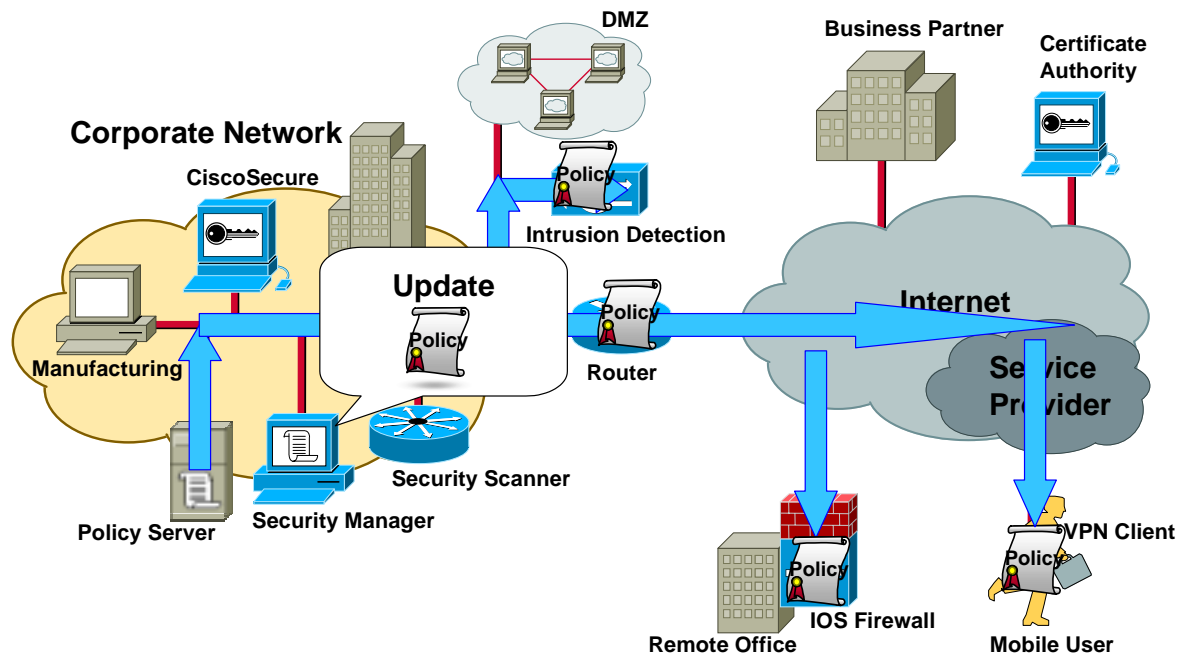 DMZ
Business Partner
Certificate
Authority
Corporate Network
CiscoSecure
Policy
Intrusion Detection
Update
Policy
Policy
Internet
Manufacturing
Router
Service
Provider
Security Scanner
Policy Server
Security Manager
VPN Client
Policy
Policy
IOS Firewall
Remote Office
Mobile User